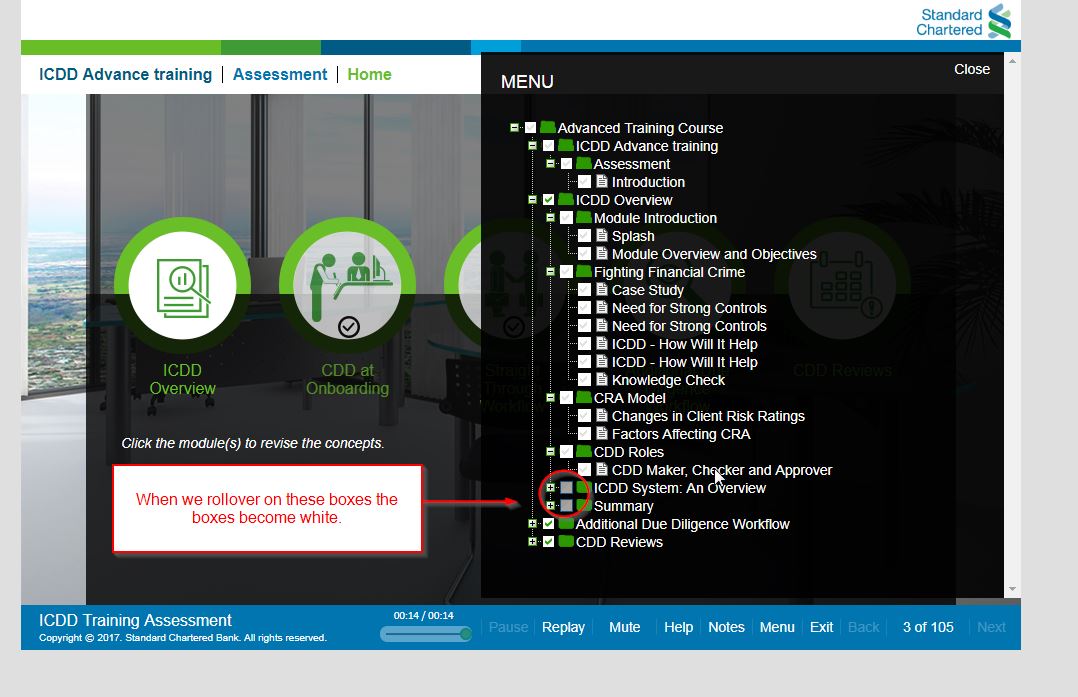 Standard
Chartered
ICDD Advance training | Assessment | Home
Close
MENU
Advanced Training Course
ICDD Advance training
Assessment
Introduction
ICDD Overview
Module Introduction
Splash
Module Overview and Objectives
Fighting Financial Crime
Case Study
Need for Strong Controls
Need for Strong Controls
ICDD - How Will It Help
ICDD - How Will It Help
Knowledge Check
CRA Model
Changes in Client Risk Ratings
Factors Affecting CRA
CDD Roles
CDD Maker, Checker and Approver
ICDD System: An Overview
Summary
Additional Due Diligence Workflow
CDD Reviews
ICDD
Overview
CDD at
Onboarding
Straight
Through
Workflow
CDD Reviews
Click the module(s) to revise the concepts.
When we rollover on these boxes the
boxes become white.
ICDD Training Assessment
Copyright © 2017. Standard Chartered Bank. All rights reserved.
00:14 / 00:14
Pause Replay Mute Help Notes Menu Exit Back 3 of 105 Next